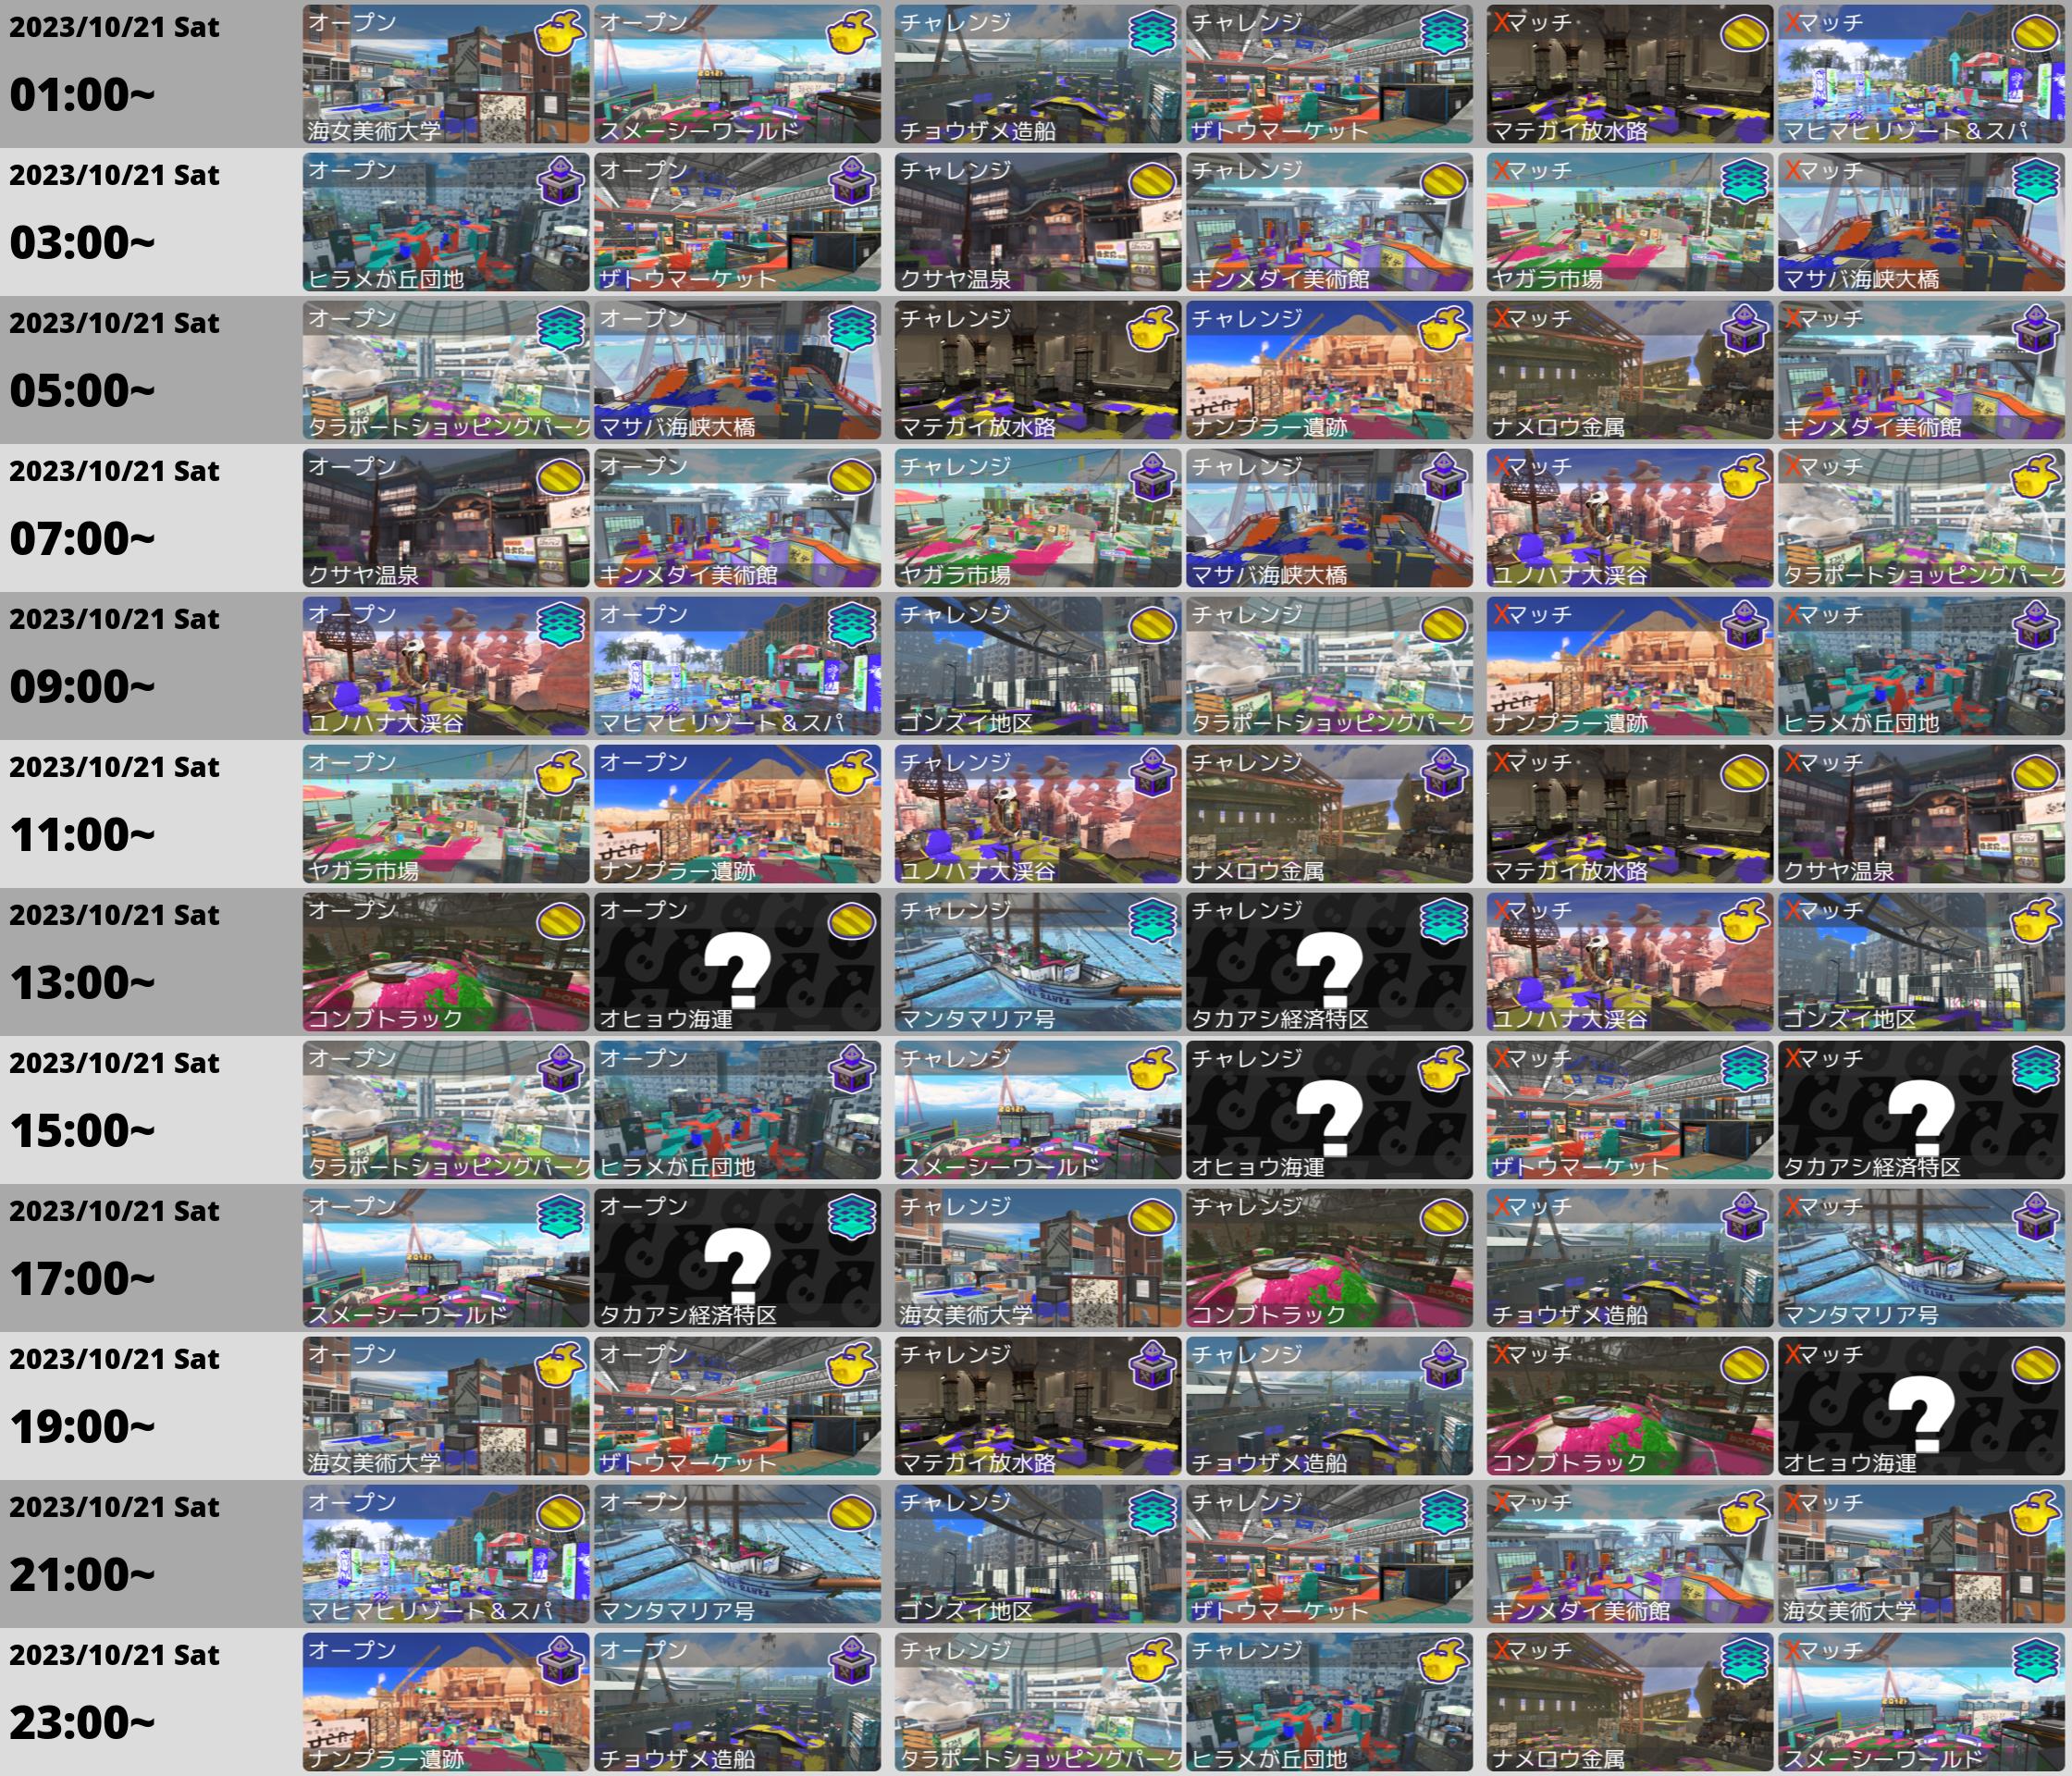 2023/10/21 Sat
01:00~
オープン オープン チャレンジ チャレンジ Xマッチ Xマッチ
海女美術大学 スメーシーワールド チョウザメ造船 ザトウマーケット マテガイ放水路 マヒマヒリゾート&スパ
2023/10/21 Sat
03:00~
オープン オープン チャレンジ チャレンジ Xマッチ Xマッチ
ヒラメが丘団地 ザトウマーケット クサヤ温泉 キンメダイ美術館 ヤガラ市場 マサバ海峡大橋
2023/10/21 Sat
05:00~
オープン オープン チャレンジ チャレンジ Xマッチ Xマッチ
タラポートショッピングパーク マサバ海峡大橋 マテガイ放水路 ナンプラー遺跡 ナメロウ金属 キンメダイ美術館
2023/10/21 Sat
07:00~
オープン オープン チャレンジ チャレンジ Xマッチ Xマッチ
クサヤ温泉 キンメダイ美術館 ヤガラ市場 マサバ海峡大橋 ユノハナ大渓谷 タラポートショッピングパーク
2023/10/21 Sat
09:00~
オープン オープン チャレンジ チャレンジ Xマッチ Xマッチ
ユノハナ大渓谷 マヒマヒリゾート&スパ ゴンズイ地区 タラポートショッピングパーク ナンプラー遺跡 ヒラメが丘団地
2023/10/21 Sat
11:00~
オープン オープン チャレンジ チャレンジ Xマッチ Xマッチ
ヤガラ市場 ナンプラー遺跡 ユノハナ大渓谷 ナメロウ金属 マテガイ放水路 クサヤ温泉
2023/10/21 Sat
13:00~
オープン オープン チャレンジ チャレンジ Xマッチ Xマッチ
? ?
コンブトラック オヒョウ海運 マンタマリア号 タカアシ経済特区 ユノハナ大渓谷 ゴンズイ地区
2023/10/21 Sat
15:00~
オープン オープン チャレンジ チャレンジ Xマッチ Xマッチ
? ?
タラポートショッピングパーク ヒラメが丘団地 スメーシーワールド オヒョウ海運 ザトウマーケット タカアシ経済特区
2023/10/21 Sat
17:00~
オープン オープン チャレンジ チャレンジ Xマッチ Xマッチ
?
スメーシーワールド タカアシ経済特区 海女美術大学 コンブトラック チョウザメ造船 マンタマリア号
2023/10/21 Sat
19:00~
オープン オープン チャレンジ チャレンジ Xマッチ Xマッチ
?
海女美術大学 ザトウマーケット マテガイ放水路 チョウザメ造船 コンブトラック オヒョウ海運
2023/10/21 Sat
21:00~
オープン オープン チャレンジ チャレンジ Xマッチ Xマッチ
マヒマヒリゾート&スパ マンタマリア号 ゴンズイ地区 ザトウマーケット キンメダイ美術館 海女美術大学
2023/10/21 Sat
23:00~
オープン オープン チャレンジ チャレンジ Xマッチ Xマッチ
ナンプラー遺跡 チョウザメ造船 タラポートショッピングパーク ヒラメが丘団地 ナメロウ金属 スメーシーワールド